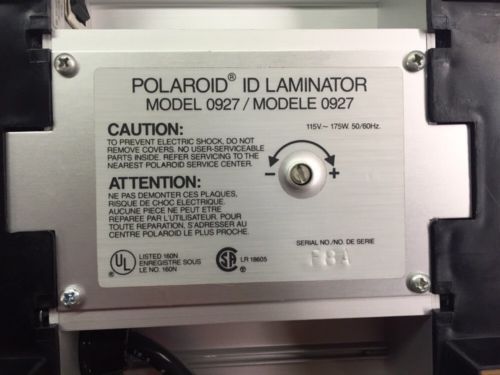 POLAROID® ID LAMINATOR
MODEL 0927 / MODELE 0927
CAUTION:
TO PREVENT ELECTRIC SHOCK, DO NOT
REMOVE COVERS. NO USER-SERVICEABLE
PARTS INSIDE. REFER SERVICING TO THE
NEAREST POLAROID SERVICE CENTER.
115V.~ 175W. 50/60Hz.
- +
ATTENTION:
NE PAS DEMONTER CES PLAQUES,
RISQUE DE CHOC ELECTRIQUE.
AUCUNE PIECE NE PEUT ETRE
REPAREE PAR L'UTILISATEUR. POUR
TOUTE REPARATION, S'ADRESSER AU
CENTRE POLAROID LE PLUS PROCHE.
SERIAL NO./NO. DE SERIE
F8A
UL
®
LISTED 160N
ENREGISTRE SOUS
LE NO. 160N
SA
LR 18605